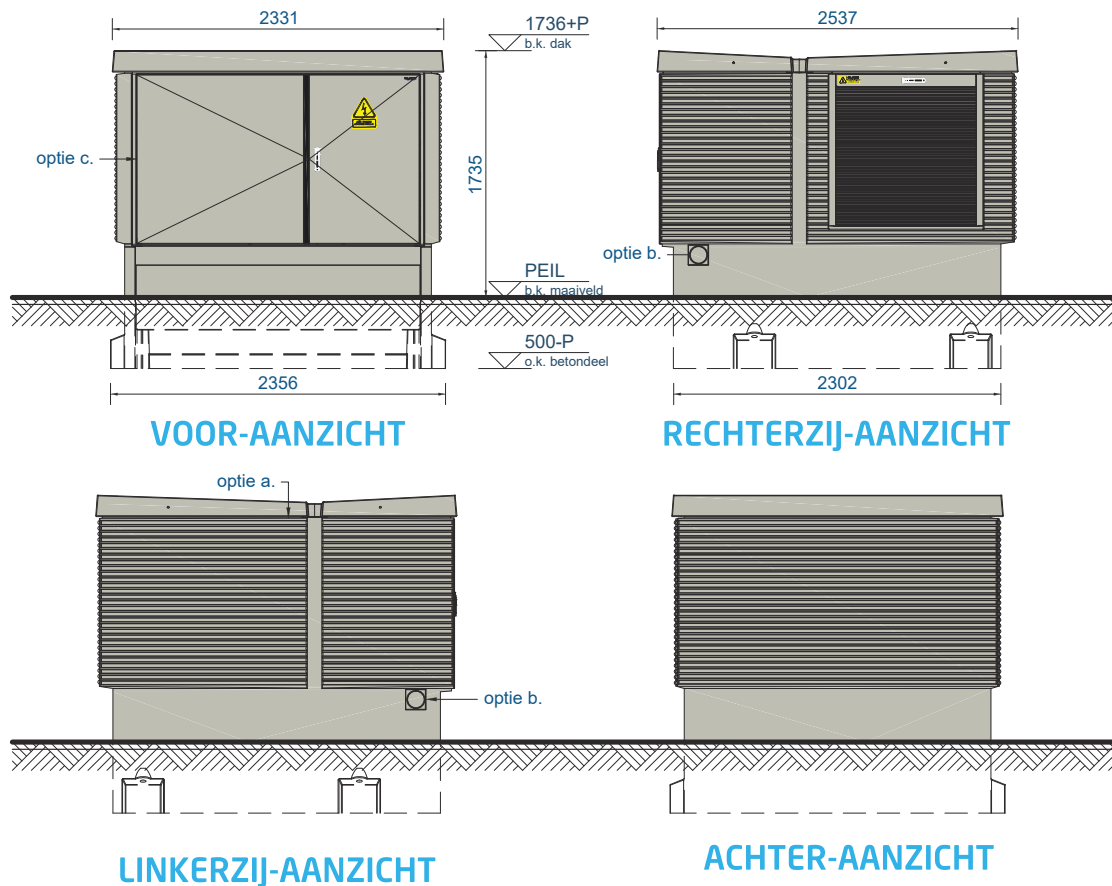 2331
1736+P
b.k. dak
2537
optie c.
1735
optie b.
PEIL
b.k. maaiveld
500-P
o.k. betondeel
2356
2302
VOOR-AANZICHT
RECHTERZIJ-AANZICHT
optie a.
optie b.
LINKERZIJ-AANZICHT
ACHTER-AANZICHT